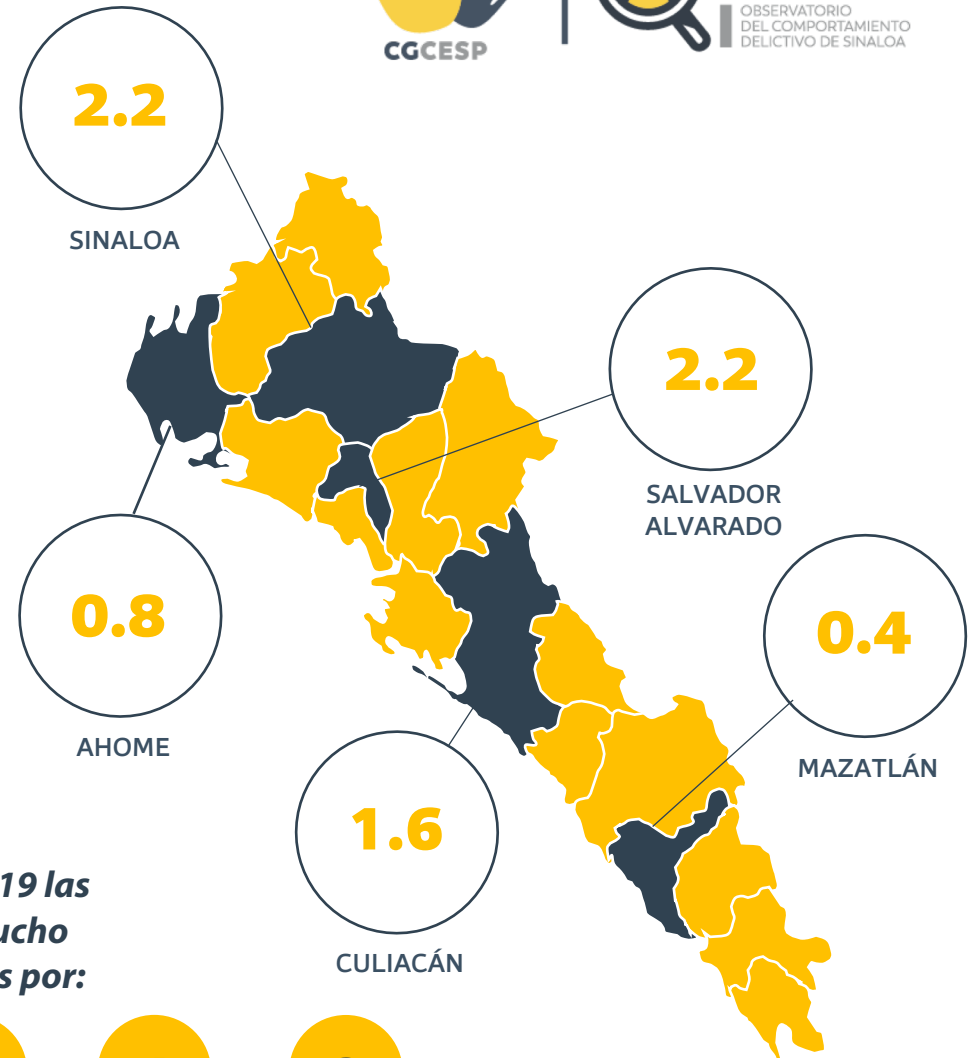 OBSERVATORIO
DEL COMPORTAMIENTO
DELICTIVO DE SINALOA
CGCESP
2.2
SINALOA
2.2
SALVADOR
ALVARADO
0.8
AHOME
0.4
MAZATLÁN
1.6
CULIACÁN
19 las
ucho
s por: